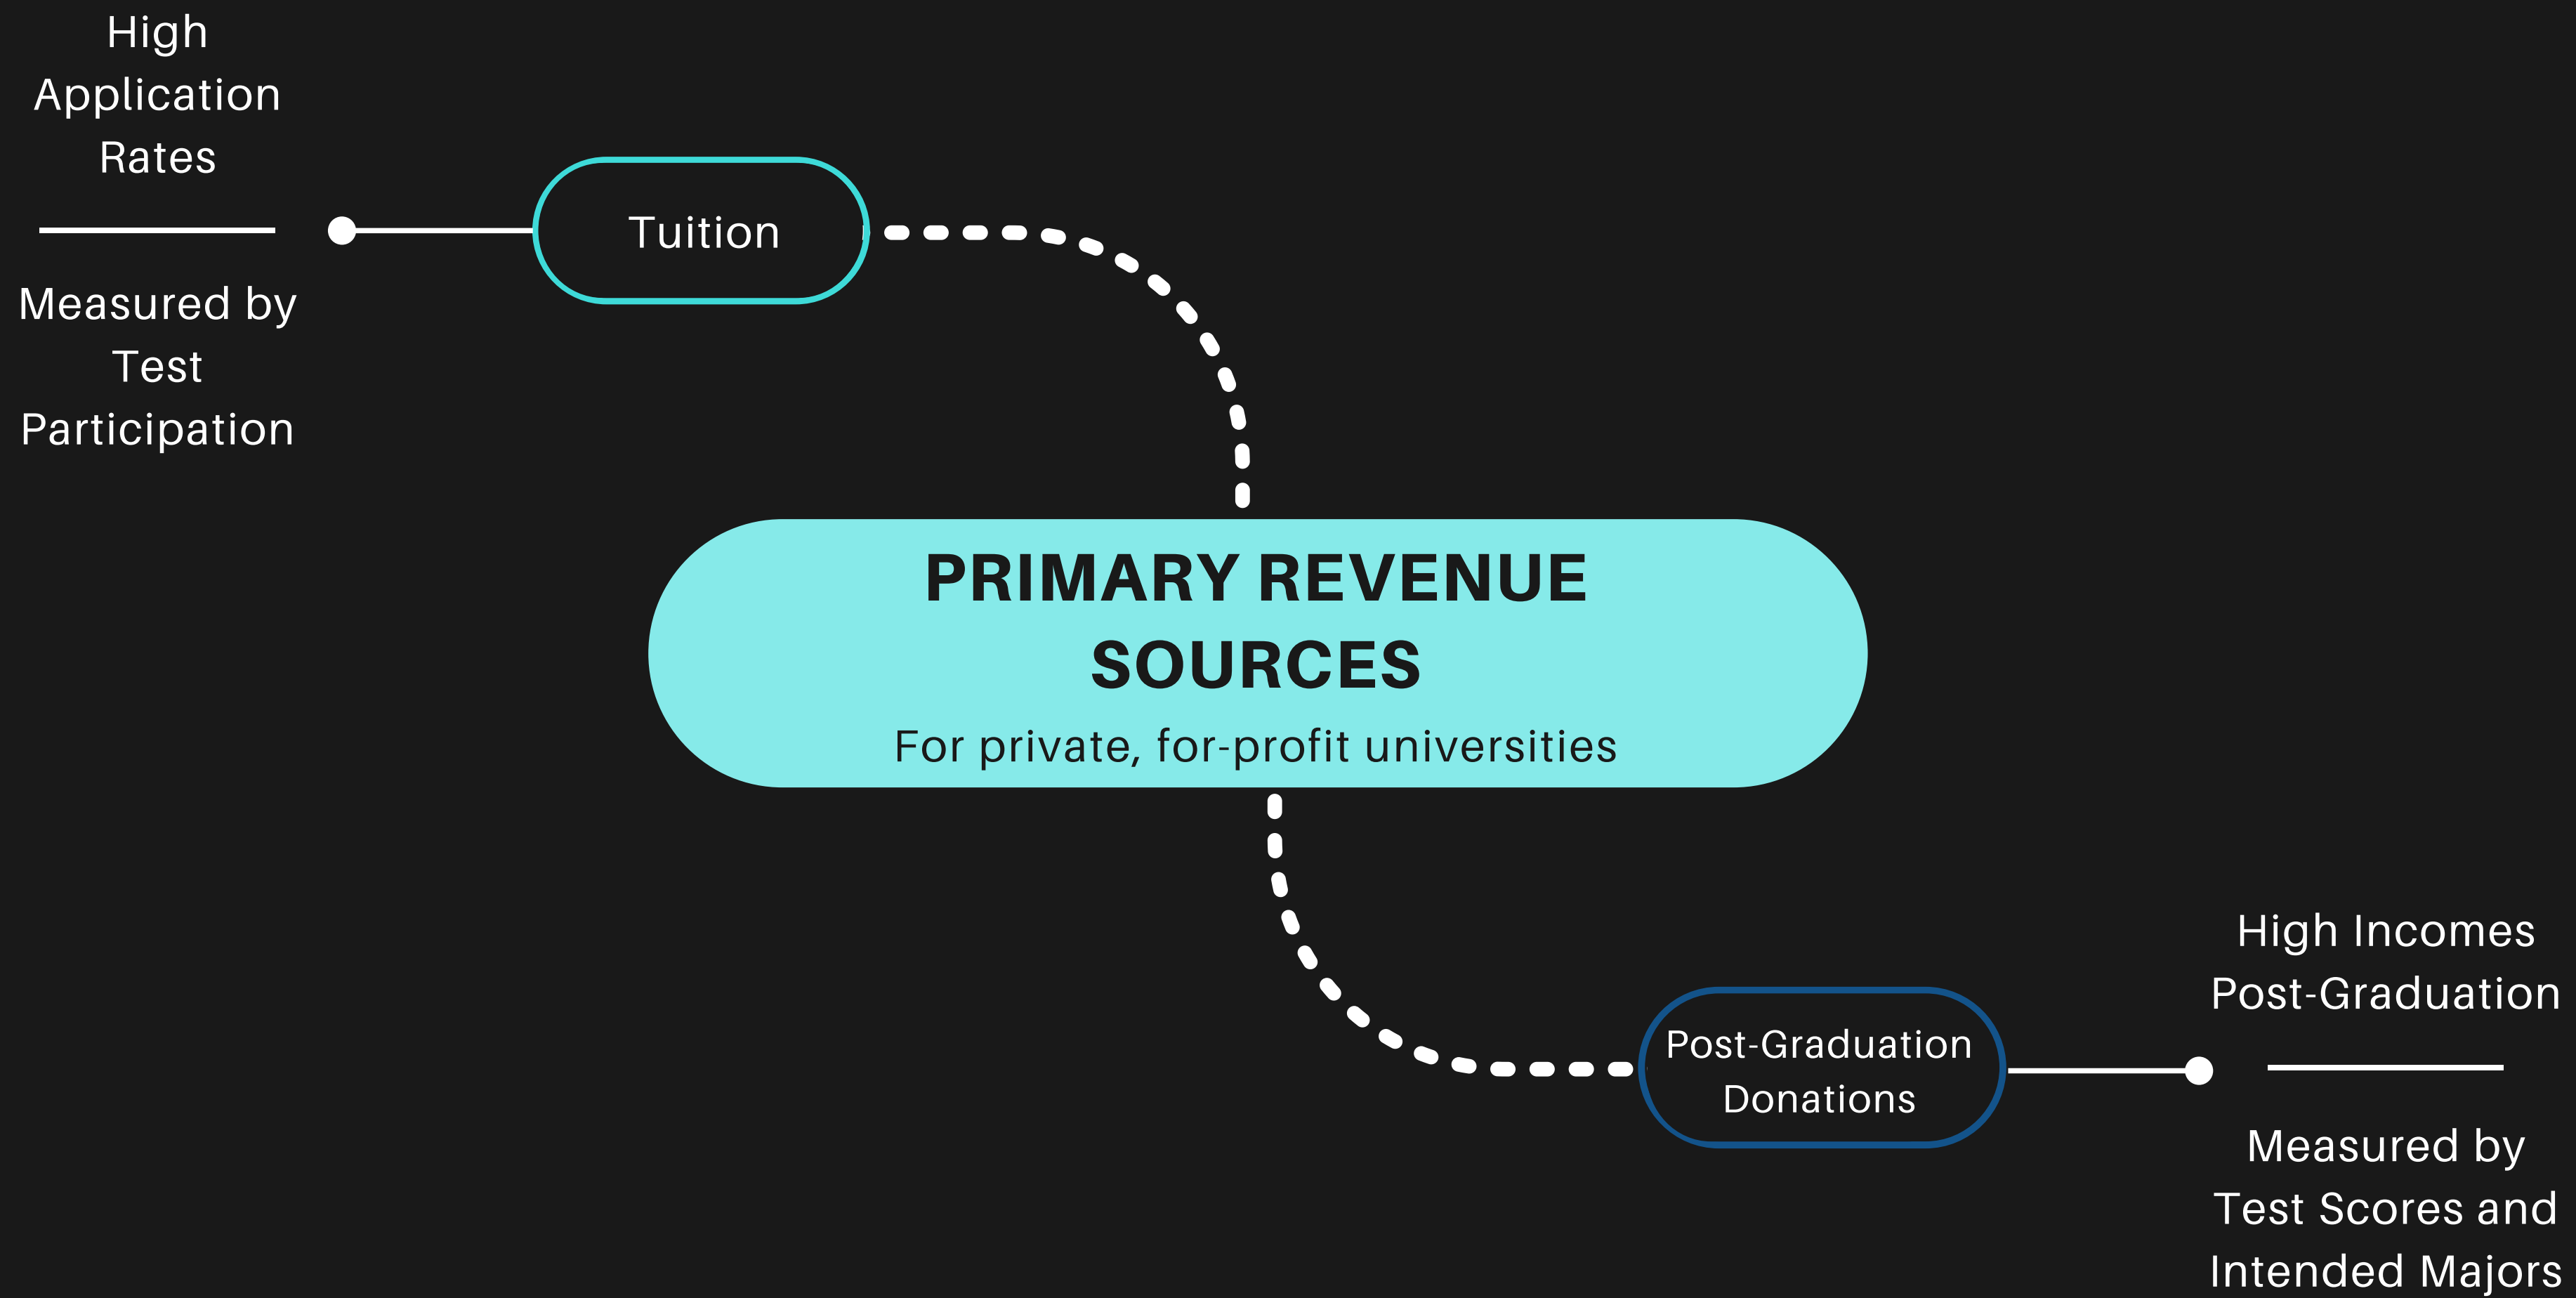 High
Application
Rates
Measured by
Test
Participation
Tuition
PRIMARY REVENUE
SOURCES
For private, for-profit universities
Post-Graduation
Donations
High Incomes
Post-Graduation
Measured by
Test Scores and
Intended Majors